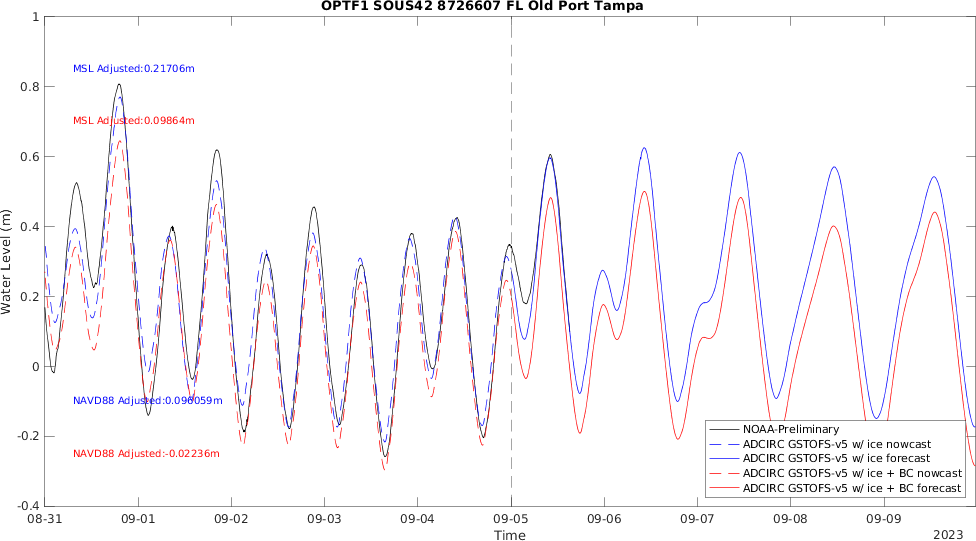 OPTF1 SOUS42 8726607 FL Old Port Tampa
1
0.8
0.6
0.4
0.2
0
-0.2
-0.4
Water Level (m)
MSL Adjusted:0.21706m
MSL Adjusted:0.09864m
NAVD88 Adjusted:0.096059m
NAVD88 Adjusted:-0.02236m
NOAA-Preliminary
ADCIRC GSTOFS-v5 w/ ice nowcast
ADCIRC GSTOFS-v5 w/ ice forecast
ADCIRC GSTOFS-v5 w/ ice + BC nowcast
ADCIRC GSTOFS-v5 w/ ice + BC forecast
08-31 09-01 09-02 09-03 09-04 09-05 09-06 09-07 09-08 09-09
Time
2023